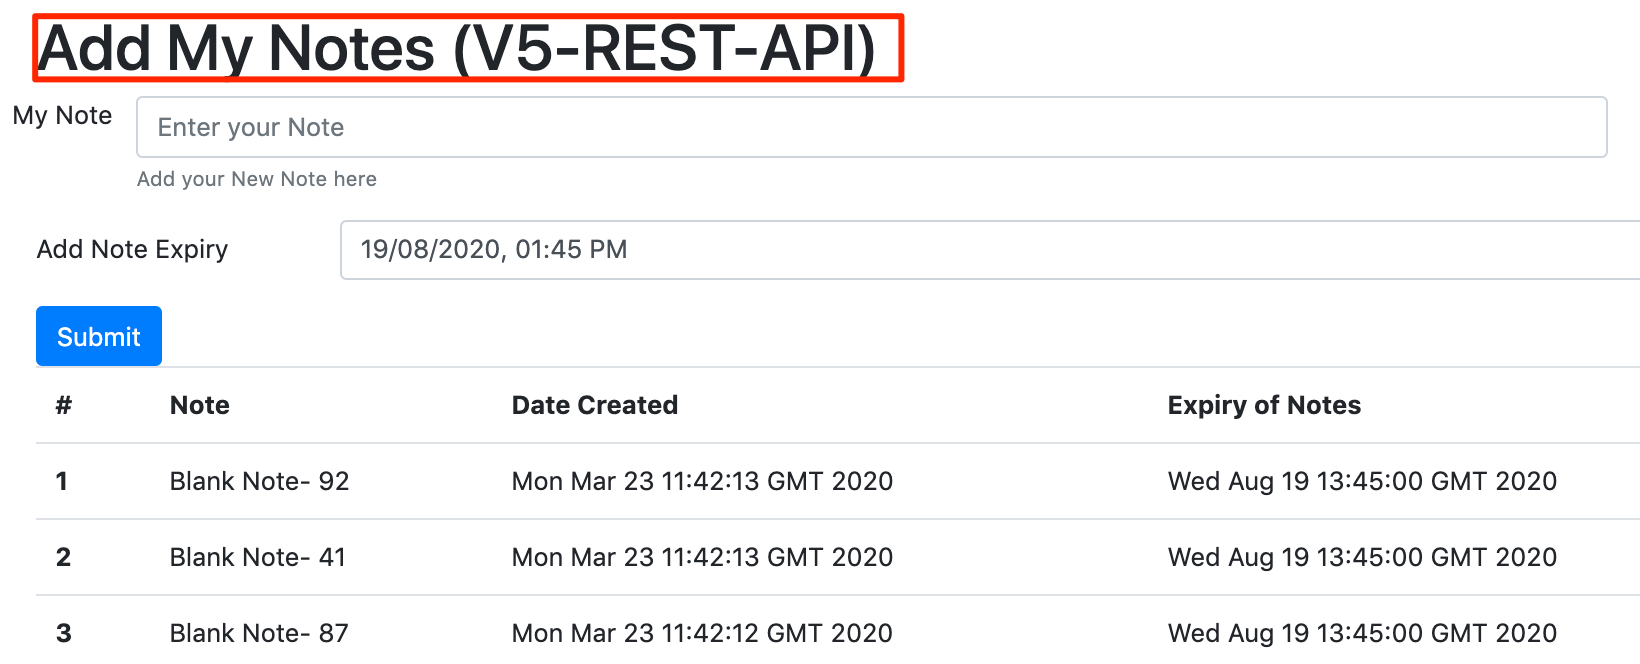 Add My Notes (V5-REST-API)
My Note
Enter your Note
Add your New Note here
Add Note Expiry
19/08/2020, 01:45 PM
Submit
# Note Date Created Expiry of Notes
1 Blank Note- 92 Mon Mar 23 11:42:13 GMT 2020 Wed Aug 19 13:45:00 GMT 2020
2 Blank Note- 41 Mon Mar 23 11:42:13 GMT 2020 Wed Aug 19 13:45:00 GMT 2020
3 Blank Note- 87 Mon Mar 23 11:42:12 GMT 2020 Wed Aug 19 13:45:00 GMT 2020